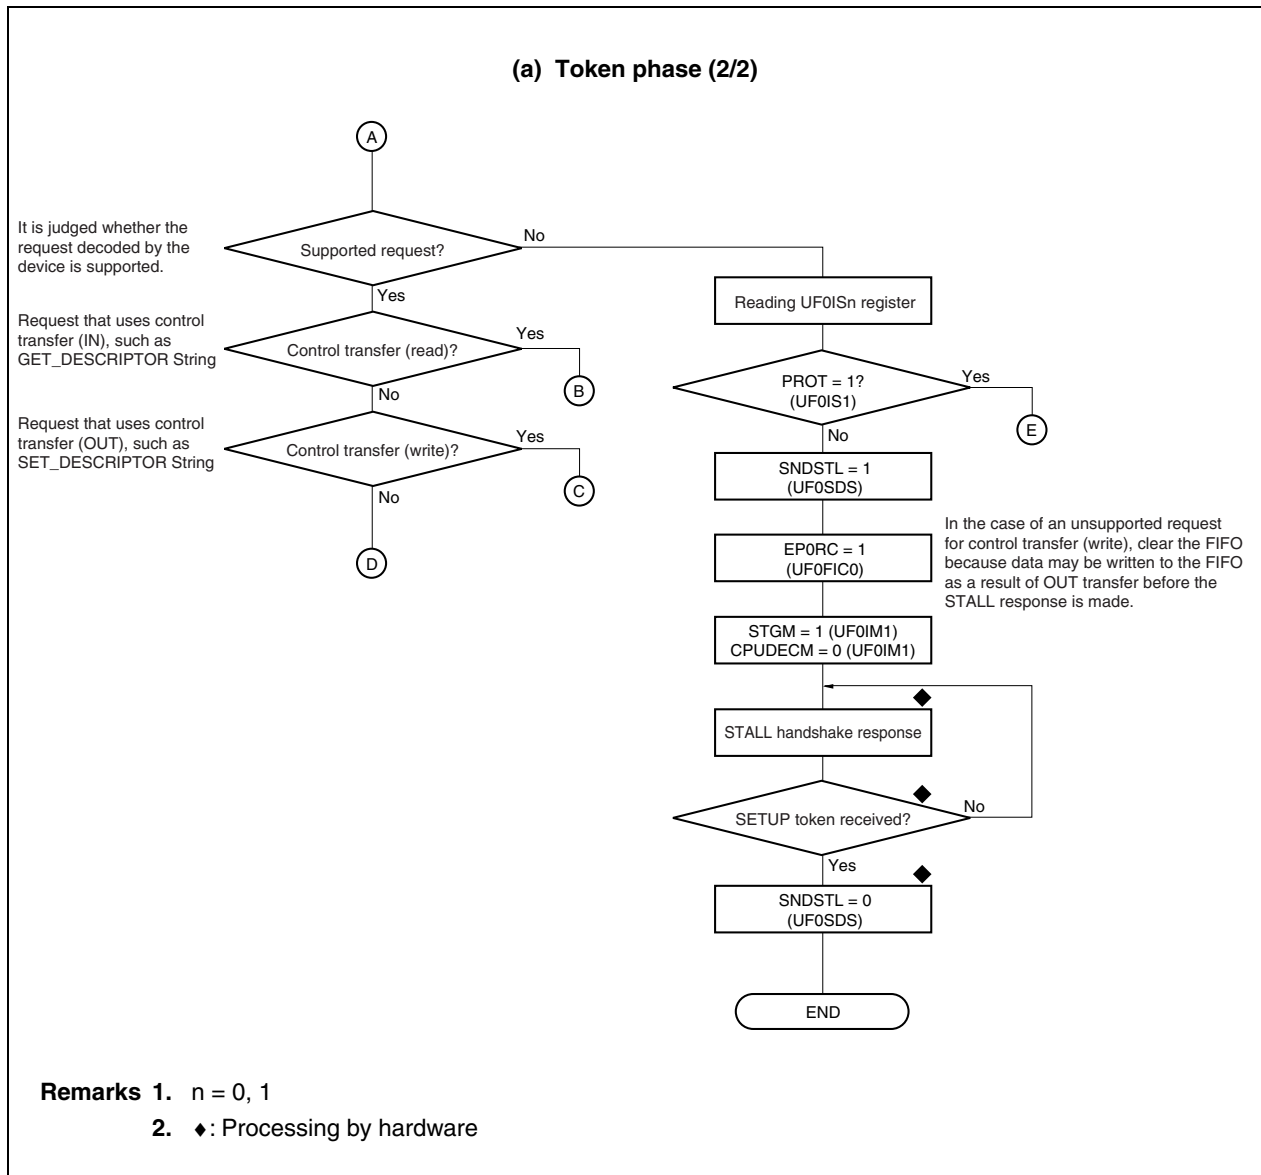 (a) Token phase (2/2)
A
It is judged whether the
request decoded by the
device is supported.
Supported request?
No
Yes
Reading UF0ISn register
Request that uses control
transfer (IN), such as
GET_DESCRIPTOR String
Control transfer (read)?
Yes
B
No
PROT = 1?
(UF0IS1)
Yes
E
No
Request that uses control
transfer (OUT), such as
SET_DESCRIPTOR String
Control transfer (write)?
Yes
C
No
D
SNDSTL = 1
(UF0SDS)
EP0RC = 1
(UF0FIC0)
In the case of an unsupported request
for control transfer (write), clear the FIFO
because data may be written to the FIFO
as a result of OUT transfer before the
STALL response is made.
STGM = 1 (UF0IM1)
CPUDECM = 0 (UF0IM1)
◆
STALL handshake response
◆
SETUP token received?
No
Yes
◆
SNDSTL = 0
(UF0SDS)
END
Remarks 1. n = 0, 1
2. ♦: Processing by hardware